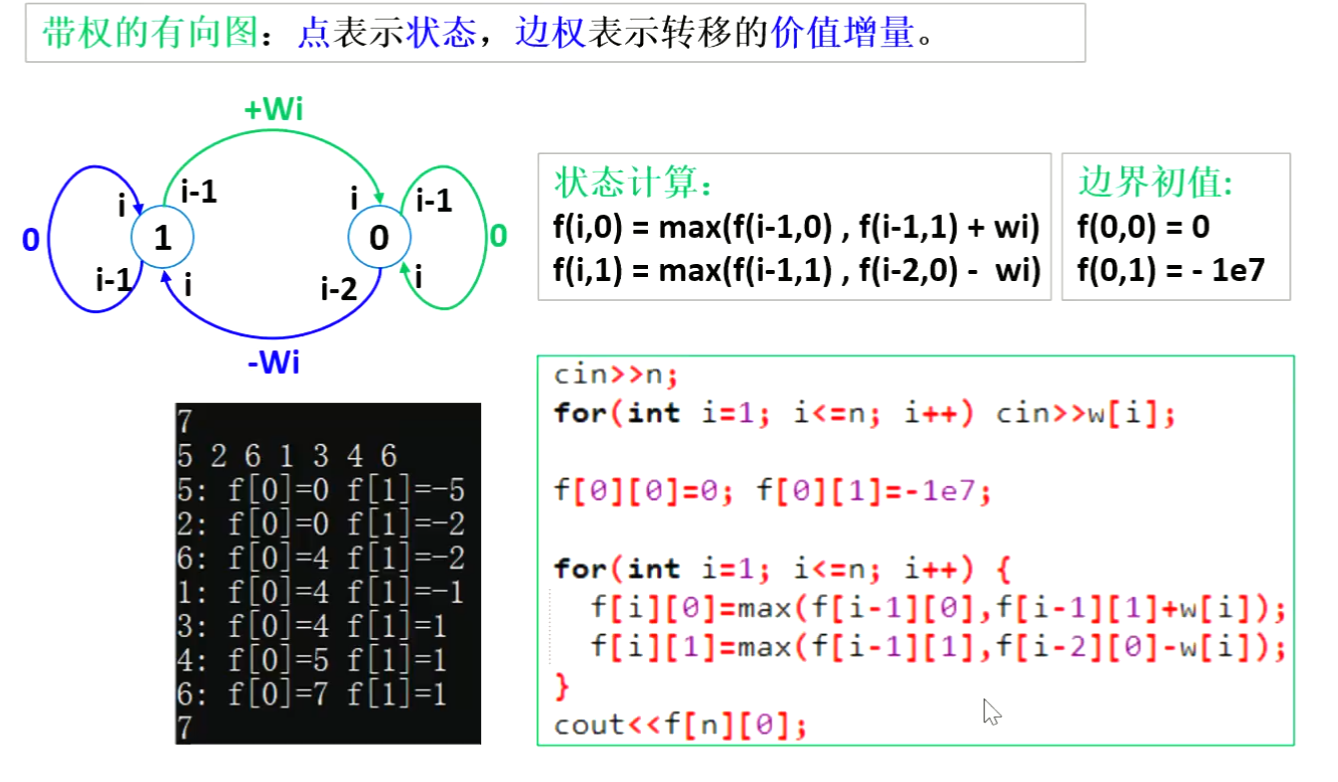 带权的有向图：点表示状态，边权表示转移的价值增量。
+Wi
i
i-1
i
i-1
0
1
0
0
i-1
i
i-2
i
-Wi
状态计算：
f(i,0) = max(f(i-1,0) , f(i-1,1) + wi)
f(i,1) = max(f(i-1,1) , f(i-2,0) - wi)
边界初值:
f(0,0) = 0
f(0,1) = - 1e7
7
5 2 6 1 3 4 6
5: f[0]=0 f[1]=-5
2: f[0]=0 f[1]=-2
6: f[0]=4 f[1]=-2
1: f[0]=4 f[1]=-1
3: f[0]=4 f[1]=1
4: f[0]=5 f[1]=1
6: f[0]=7 f[1]=1
7
cin>>n;
for(int i=1; i<=n; i++) cin>>w[i];
f[0][0]=0; f[0][1]=-1e7;
for(int i=1; i<=n; i++) {
f[i][0]=max(f[i-1][0],f[i-1][1]+w[i]);
f[i][1]=max(f[i-1][1],f[i-2][0]-w[i]);
}
cout<<f[n][0];